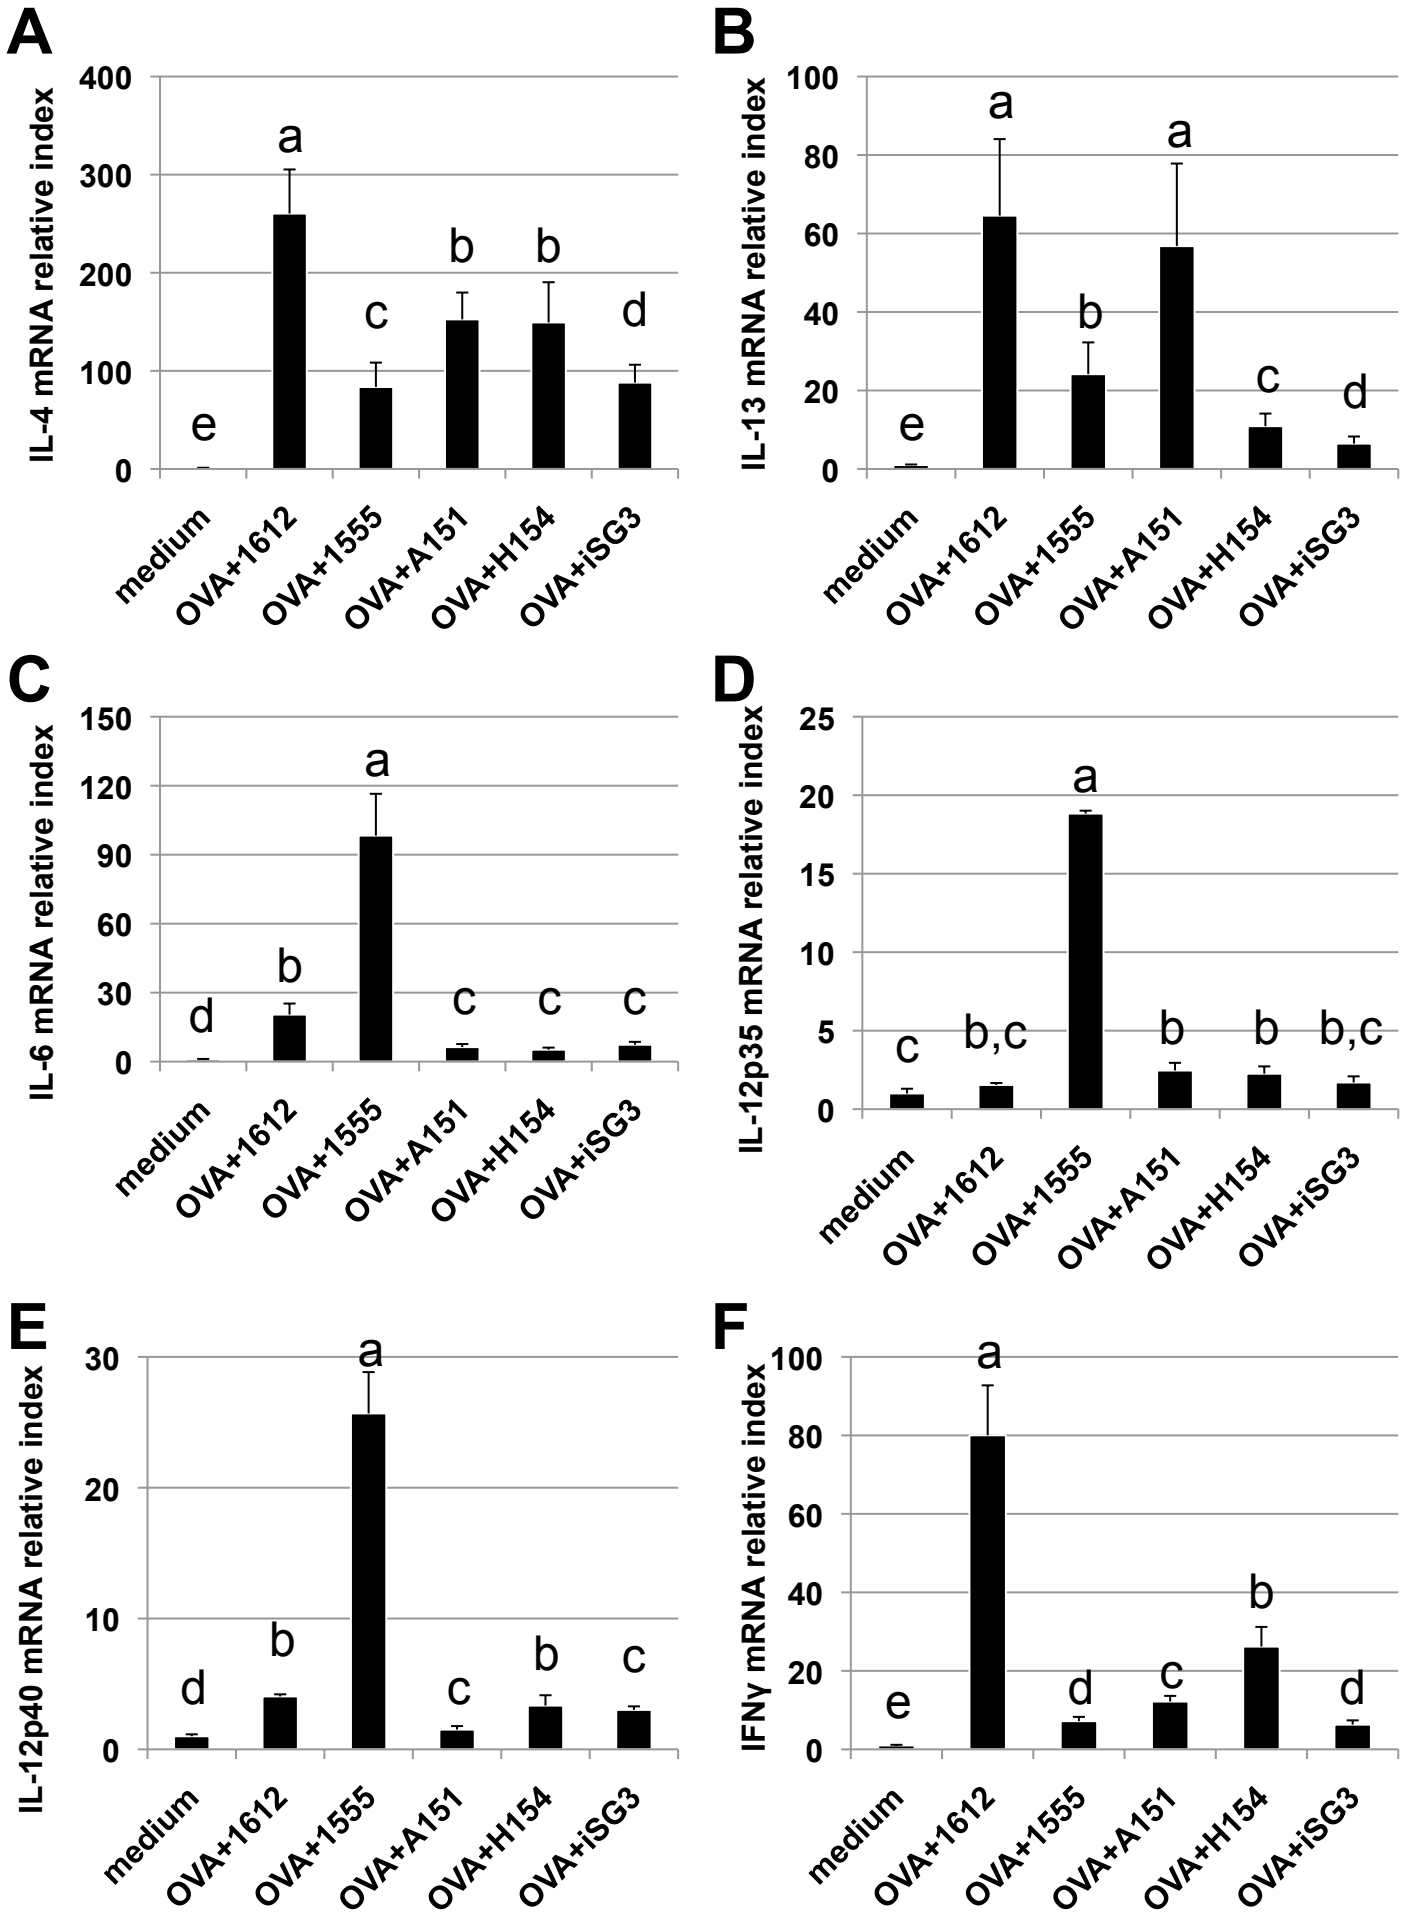 A
IL-4 mRNA relative index
400
300
200
100
0
e
a
c
b
b
d
medium
OVA+1612
OVA+1555
OVA+A151
OVA+H154
OVA+iSG3
B
IL-13 mRNA relative index
100
80
60
40
20
0
e
a
b
a
c
d
medium
OVA+1612
OVA+1555
OVA+A151
OVA+H154
OVA+iSG3
C
IL-6 mRNA relative index
150
120
90
60
30
0
d
b
a
c
c
c
medium
OVA+1612
OVA+1555
OVA+A151
OVA+H154
OVA+iSG3
D
IL-12p35 mRNA relative index
25
20
15
10
5
0
c
b,c
a
b
b
b,c
medium
OVA+1612
OVA+1555
OVA+A151
OVA+H154
OVA+iSG3
E
IL-12p40 mRNA relative index
30
20
10
0
d
b
a
c
b
c
medium
OVA+1612
OVA+1555
OVA+A151
OVA+H154
OVA+iSG3
F
IFNγ mRNA relative index
100
80
60
40
20
0
e
a
d
c
b
d
medium
OVA+1612
OVA+1555
OVA+A151
OVA+H154
OVA+iSG3